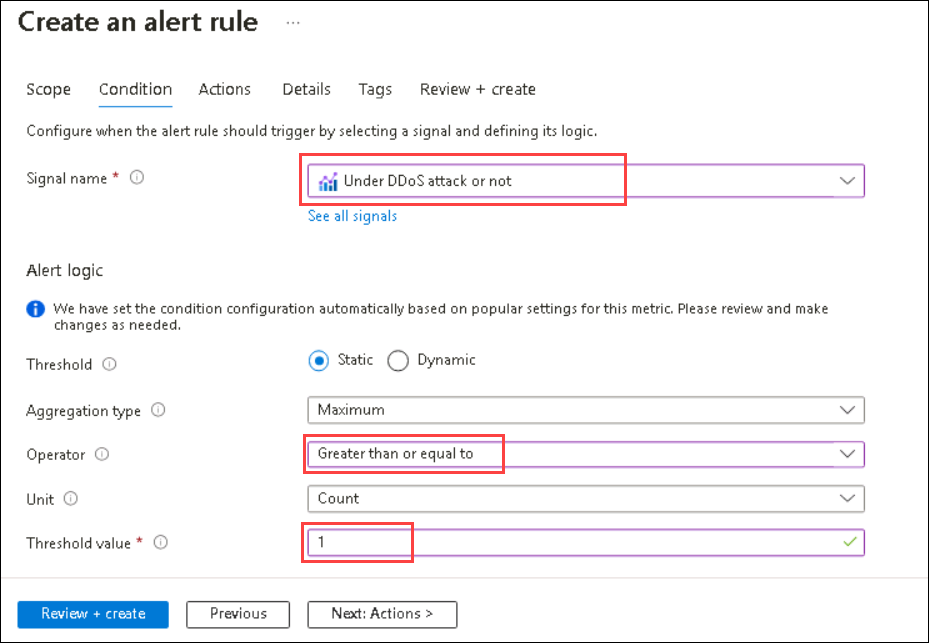 Create an alert rule ...
Scope Condition Actions Details Tags Review + create
Configure when the alert rule should trigger by selecting a signal and defining its logic.
Signal name * Under DDoS attack or not
See all signals
Alert logic
We have set the condition configuration automatically based on popular settings for this metric. Please review and make
changes as needed.
Threshold Static Dynamic
Aggregation type Maximum
Operator Greater than or equal to
Unit Count
Threshold value * 1
Review + create Previous Next: Actions >